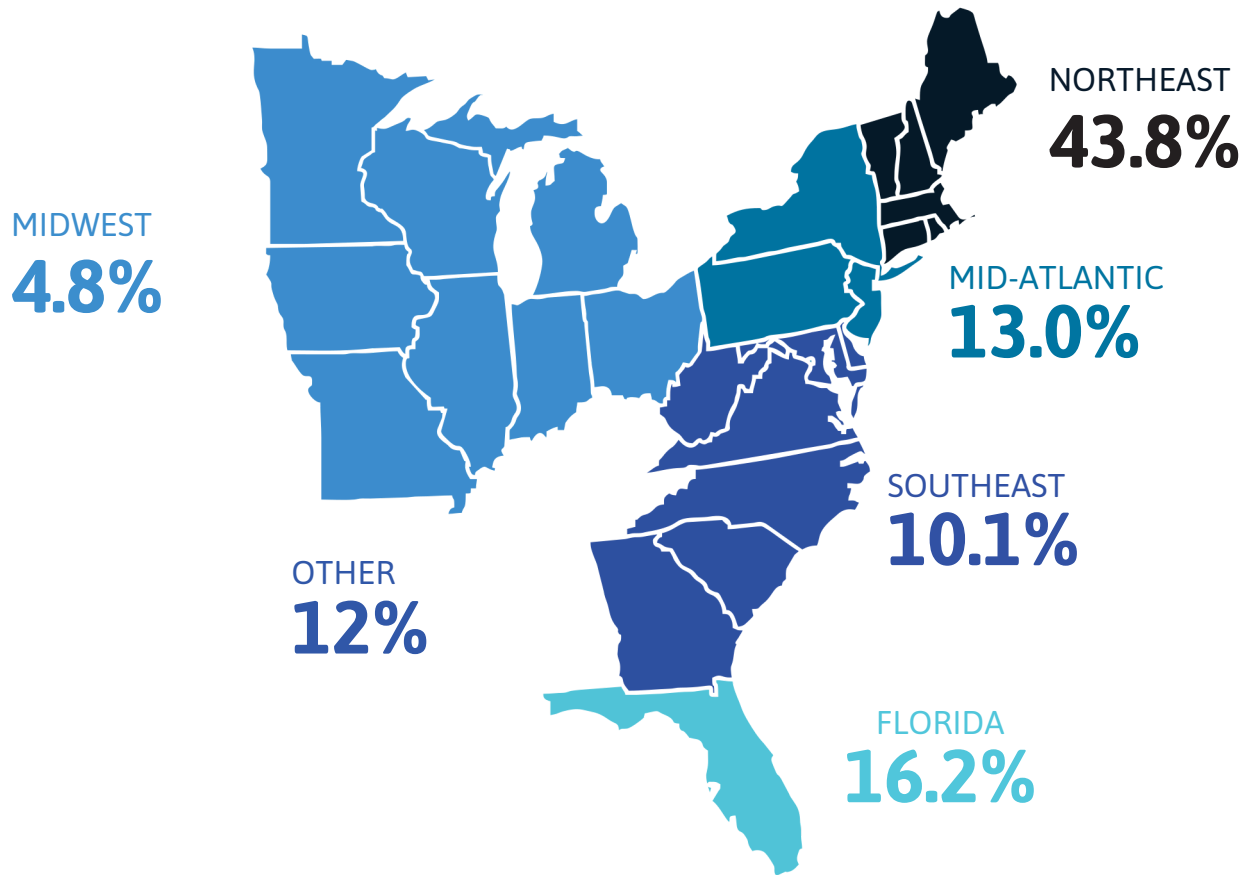 NORTHEAST
43.8%
MIDWEST
4.8%
MID-ATLANTIC
13.0%
SOUTHEAST
10.1%
OTHER
12%
FLORIDA
16.2%